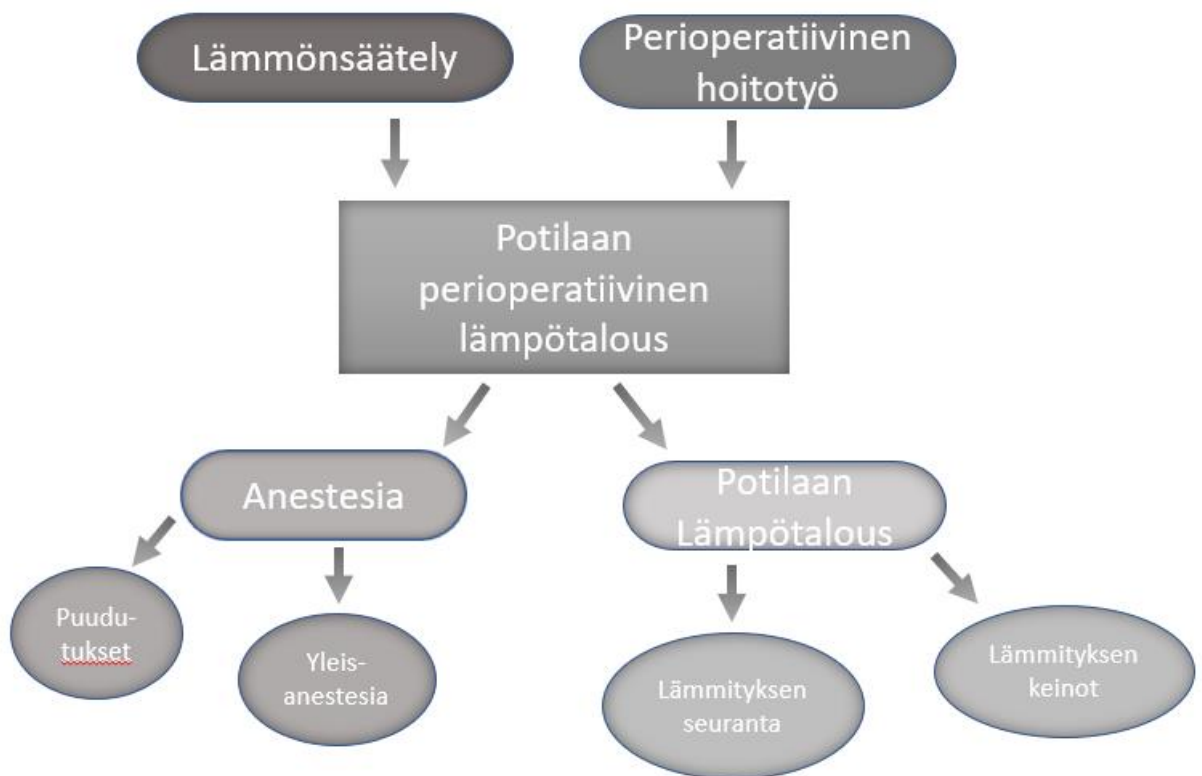 Lämmönsäätely
Perioperatiivinen
hoitotyö
Potilaan
perioperatiivinen
lämpötalous
Anestesia
Potilaan
Lämpötalous
Puudu-
tukset
Yleis-
anestesia
Lämmityksen
seuranta
Lämmityksen
keinot